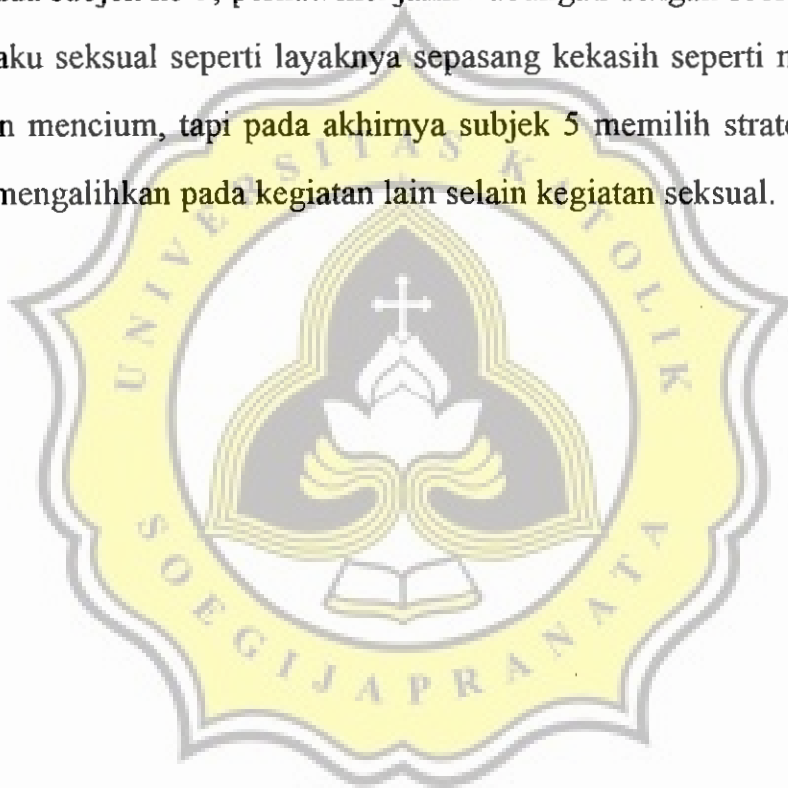 aku seksual seperti layaknya sepasang kekasih seperti
n mencium, tapi pada akhirnya subjek 5 memilih
mengalihkan pada kegiatan lain selain kegiatan seksual.
UNIVERSITAS KATOLIK
SOEGIJAPRANATA